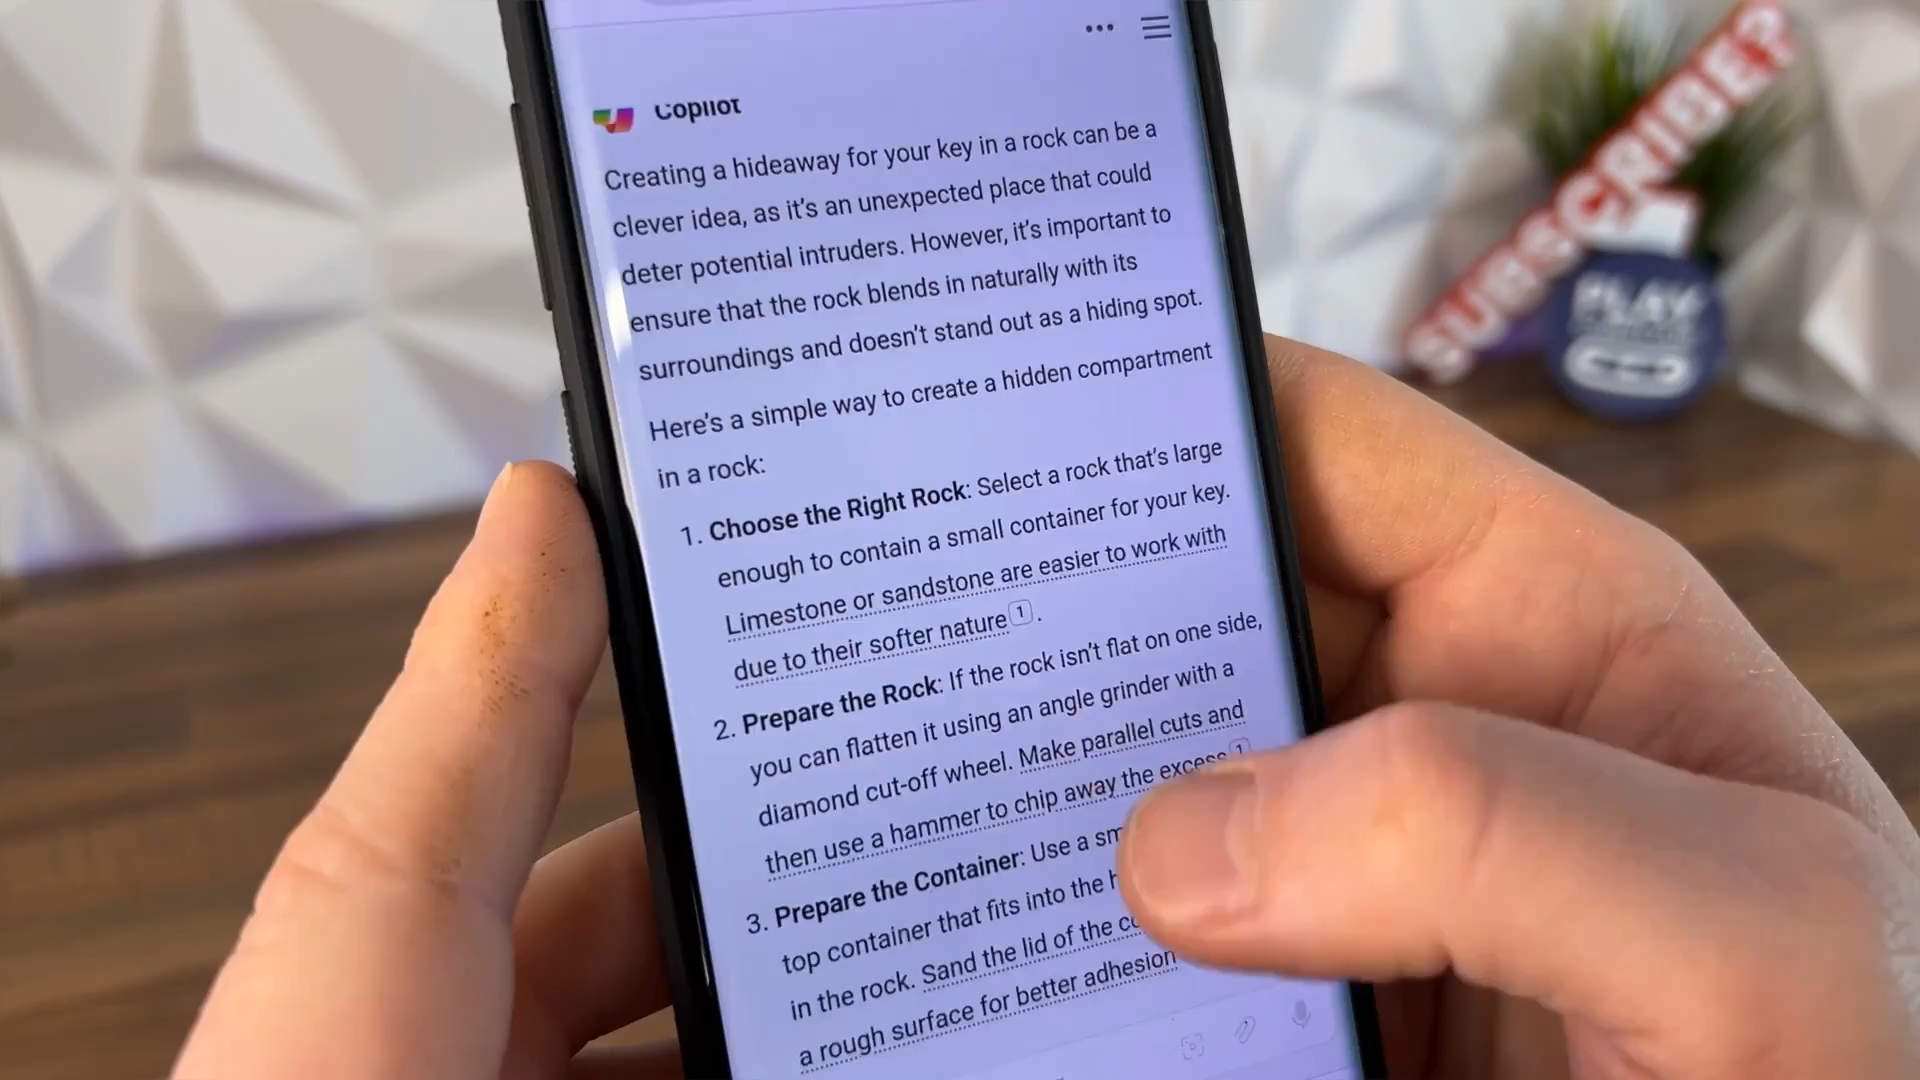 Copilot
Creating a hideaway for your key in a rock can be a
clever idea, as it's an unexpected place that could
deter potential intruders. However, it's important to
ensure that the rock blends in naturally with its
surroundings and doesn't stand out as a hiding spot.
Here's a simple way to create a hidden compartment
in a rock:
1. Choose the Right Rock: Select a rock that's large
enough to contain a small container for your key.
Limestone or sandstone are easier to work with
due to their softer nature 1 .
2. Prepare the Rock: If the rock isn't flat on one side,
you can flatten it using an angle grinder with a
diamond cut-off wheel. Make parallel cuts and
then use a hammer to chip away the excess 1
3. Prepare the Container: Use a sm
top container that fits into the h
in the rock. Sand the lid of the co
a rough surface for better adhesion
SUBSCRIBE?
PLAY